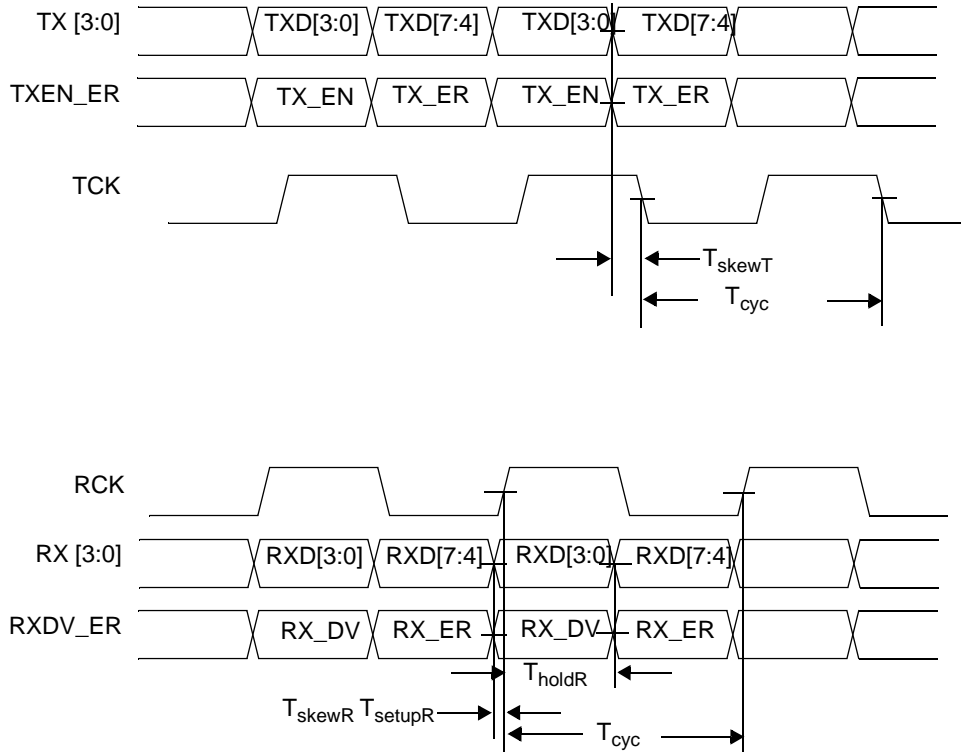 TX [3:0] TXD[3:0] TXD[7:4] TXD[3:0] TXD[7:4]
TXEN_ER TX_EN TX_ER TX_EN TX_ER
TCK
TskewT
Tcyc
RCK
RX [3:0] RXD[3:0] RXD[7:4] RXD[3:0] RXD[7:4]
RXDV_ER RX_DV RX_ER RX_DV RX_ER
TholdR
TskewR TsetupR
Tcyc